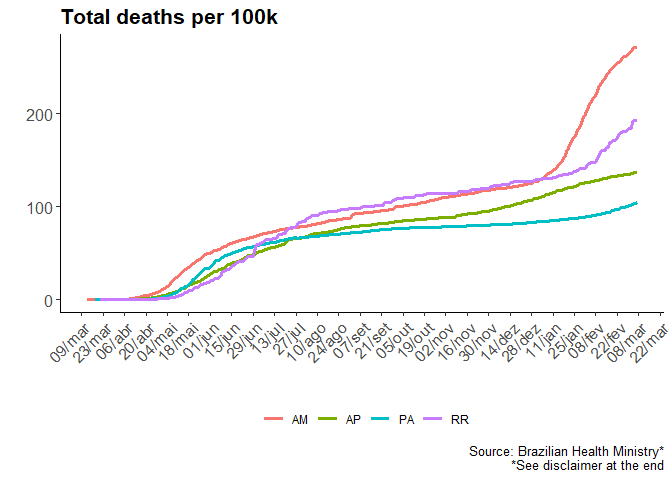 Total deaths per 100k
200
100
0
09/mar
23/mar
06/abr
20/abr
04/mai
18/mai
01/jun
15/jun
29/jun
13/jul
27/jul
10/ago
24/ago
07/set
21/set
05/out
19/out
02/nov
16/nov
30/nov
14/dez
28/dez
11/jan
25/jan
08/fev
22/fev
08/mar
22/mar
AM AP PA RR
Source: Brazilian Health Ministry*
*See disclaimer at the end